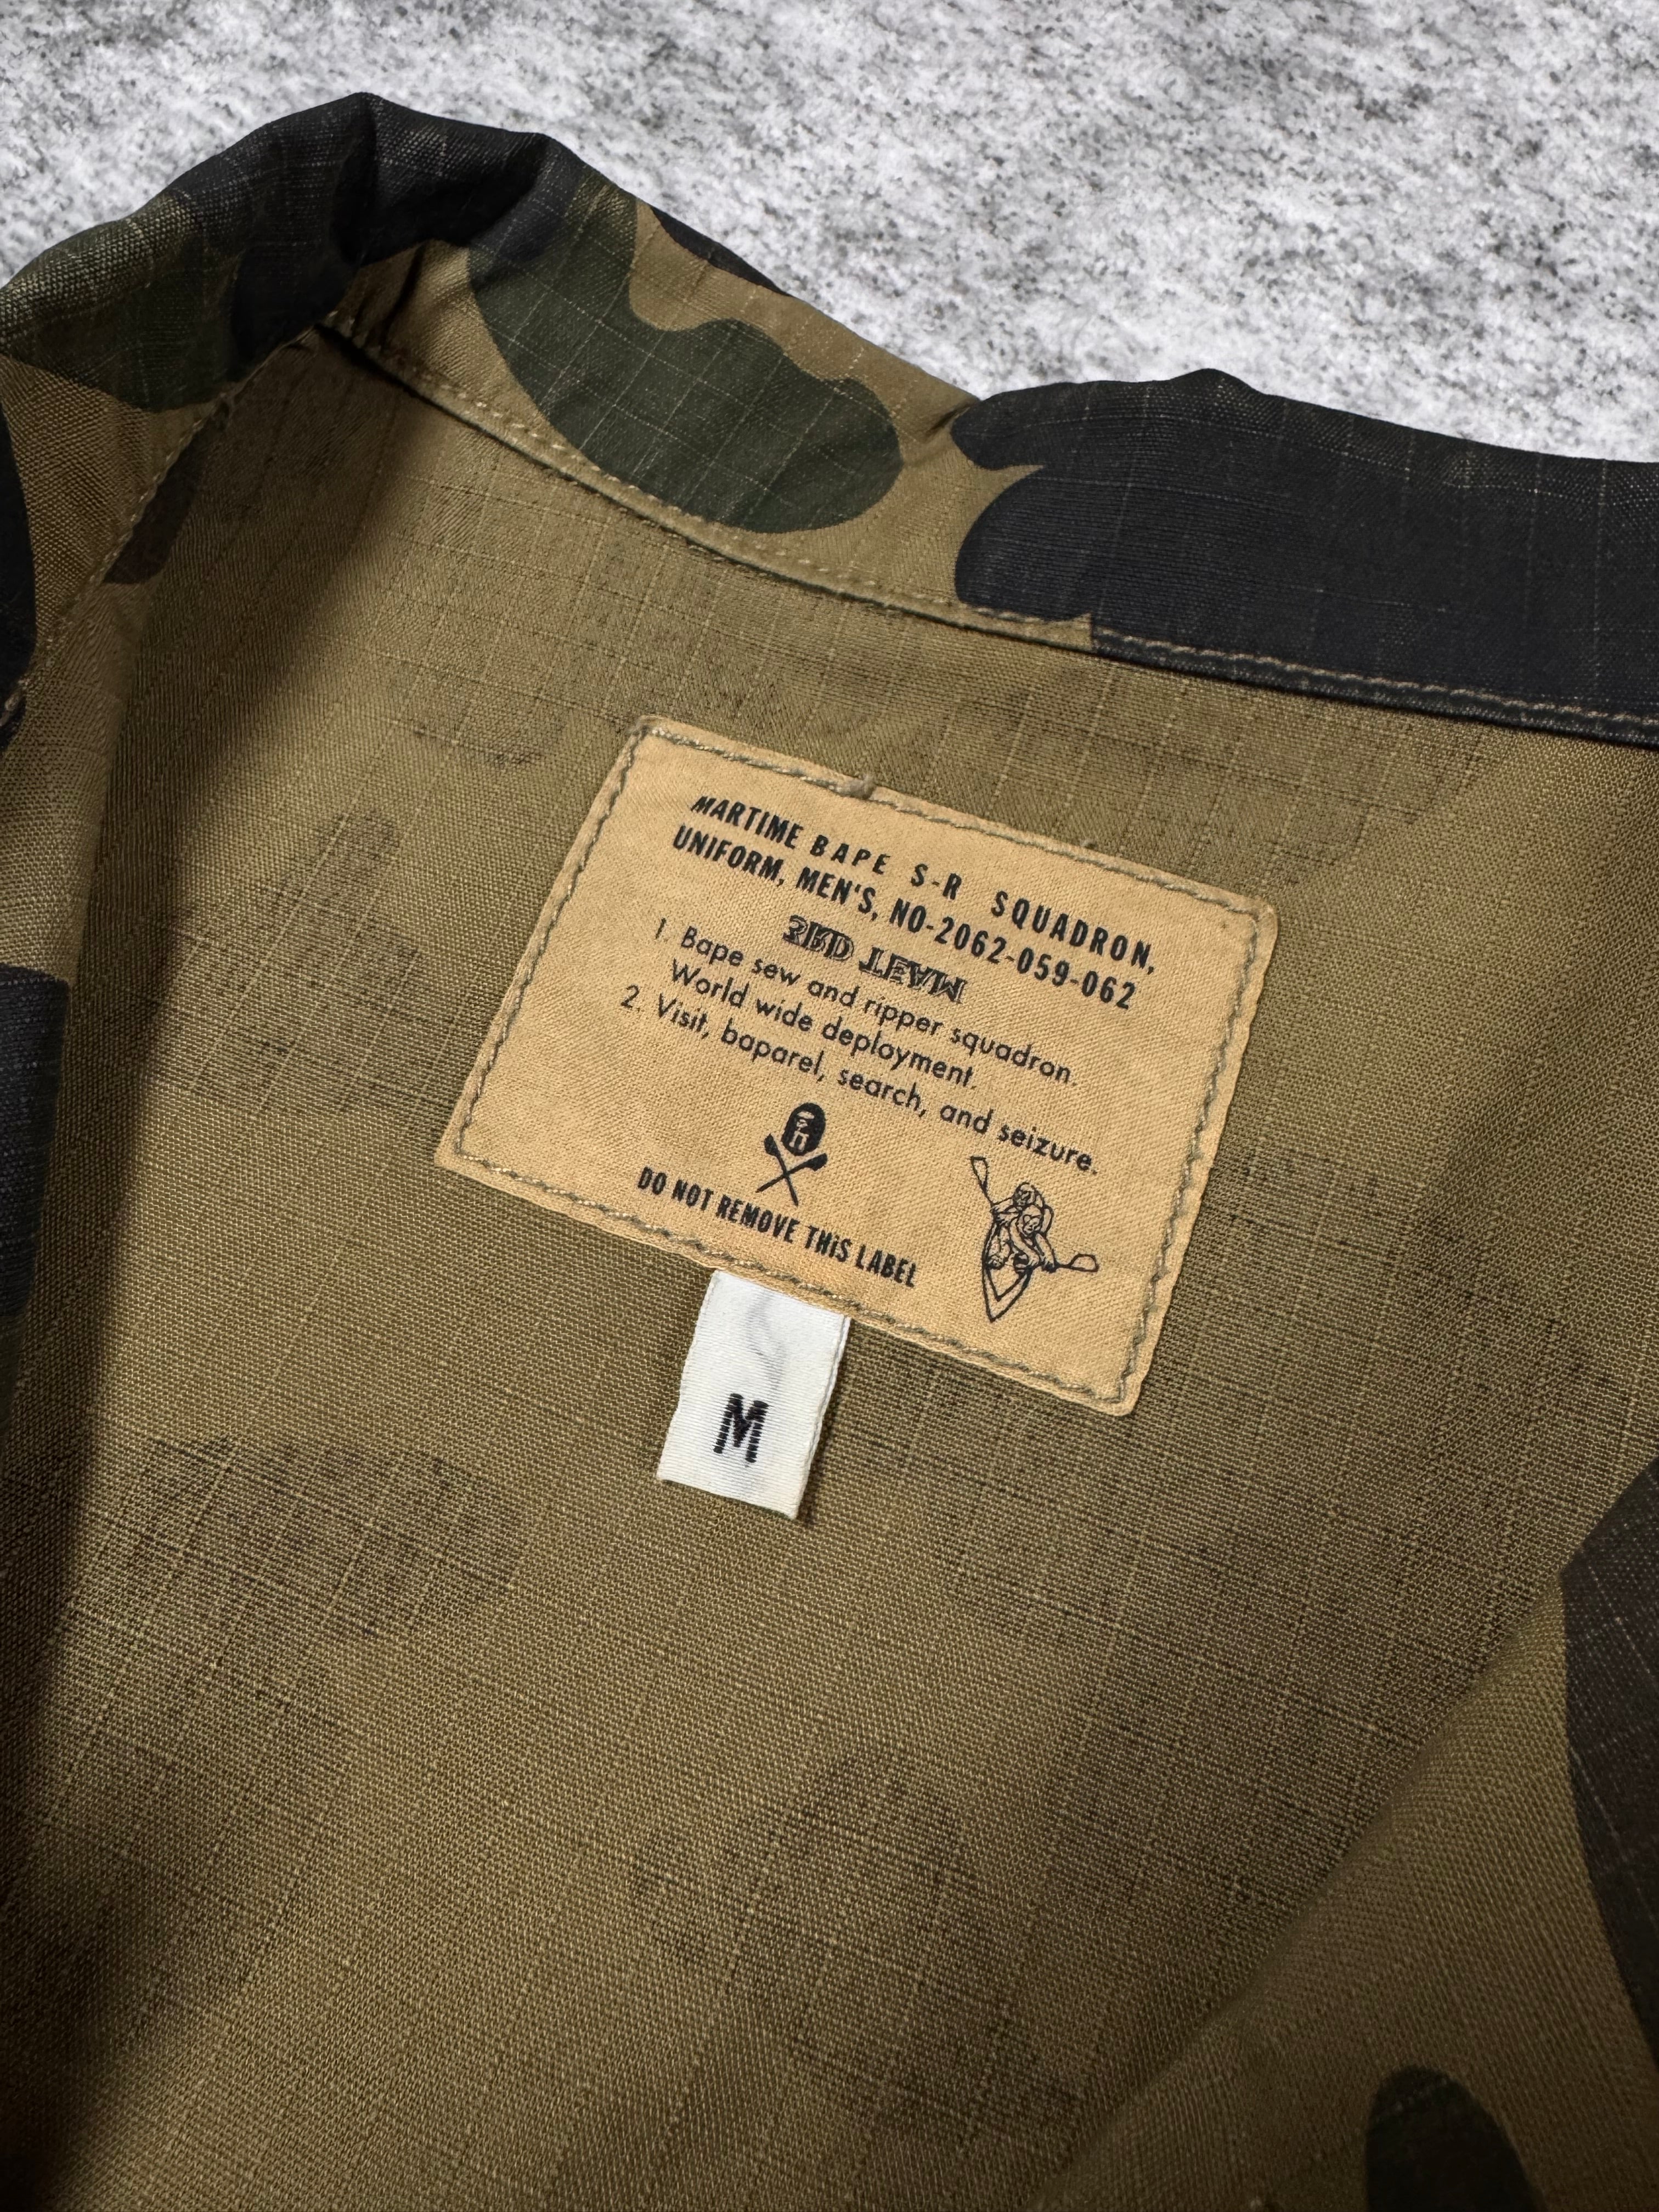 MARTIME BAPE S-R SQUADRON,
UNIFORM, MEN'S, NO-2062-059-062
1. Bape sew and ripper squadron.
World wide deployment.
2. Visit, baparel, search, and seizure.
DO NOT REMOVE THiS LABEL
M